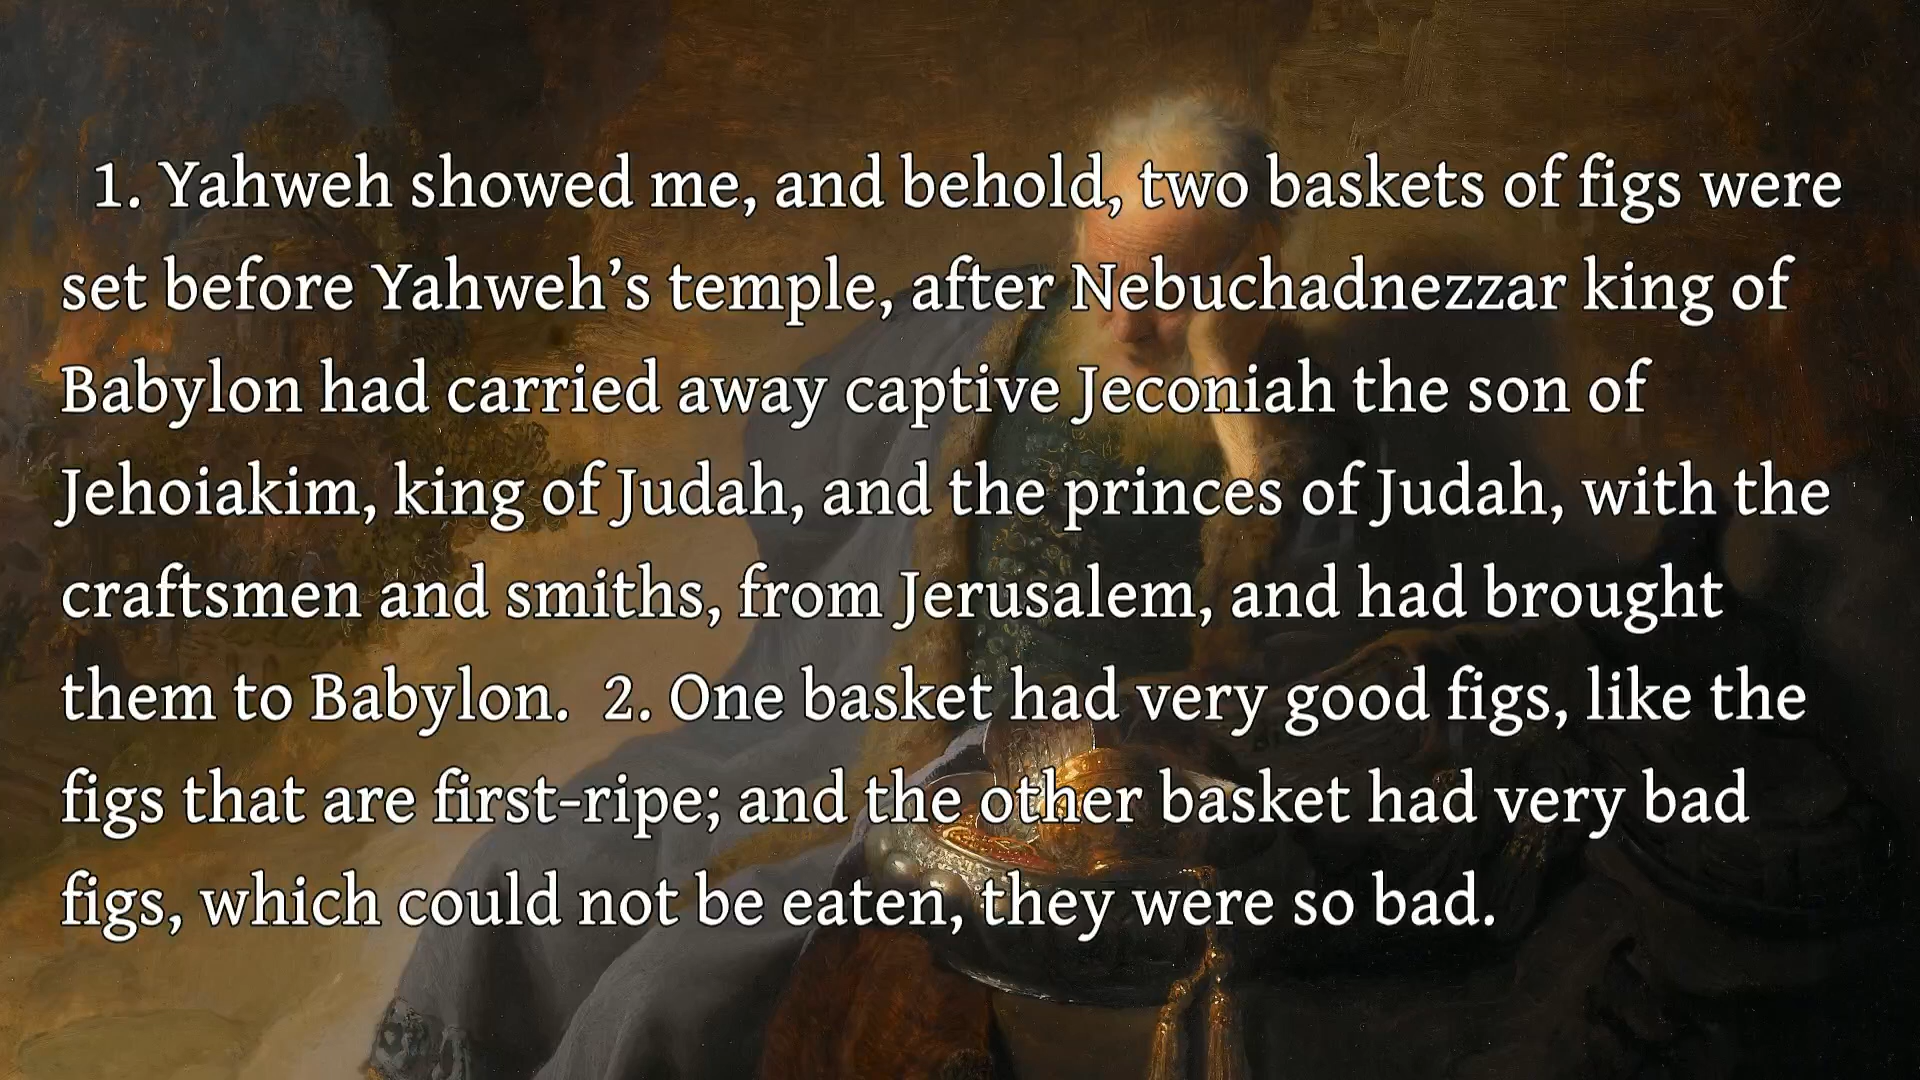 1. Yahweh showed me, and behold, two baskets of figs were
set before Yahweh’s temple, after Nebuchadnezzar king of
Babylon had carried away captive Jeconiah the son of
Jehoiakim, king of Judah, and the princes of Judah, with the
craftsmen and smiths, from Jerusalem, and had brought
them to Babylon.  2. One basket had very good figs, like the
figs that are first-ripe; and the other basket had very bad
figs, which could not be eaten, they were so bad.